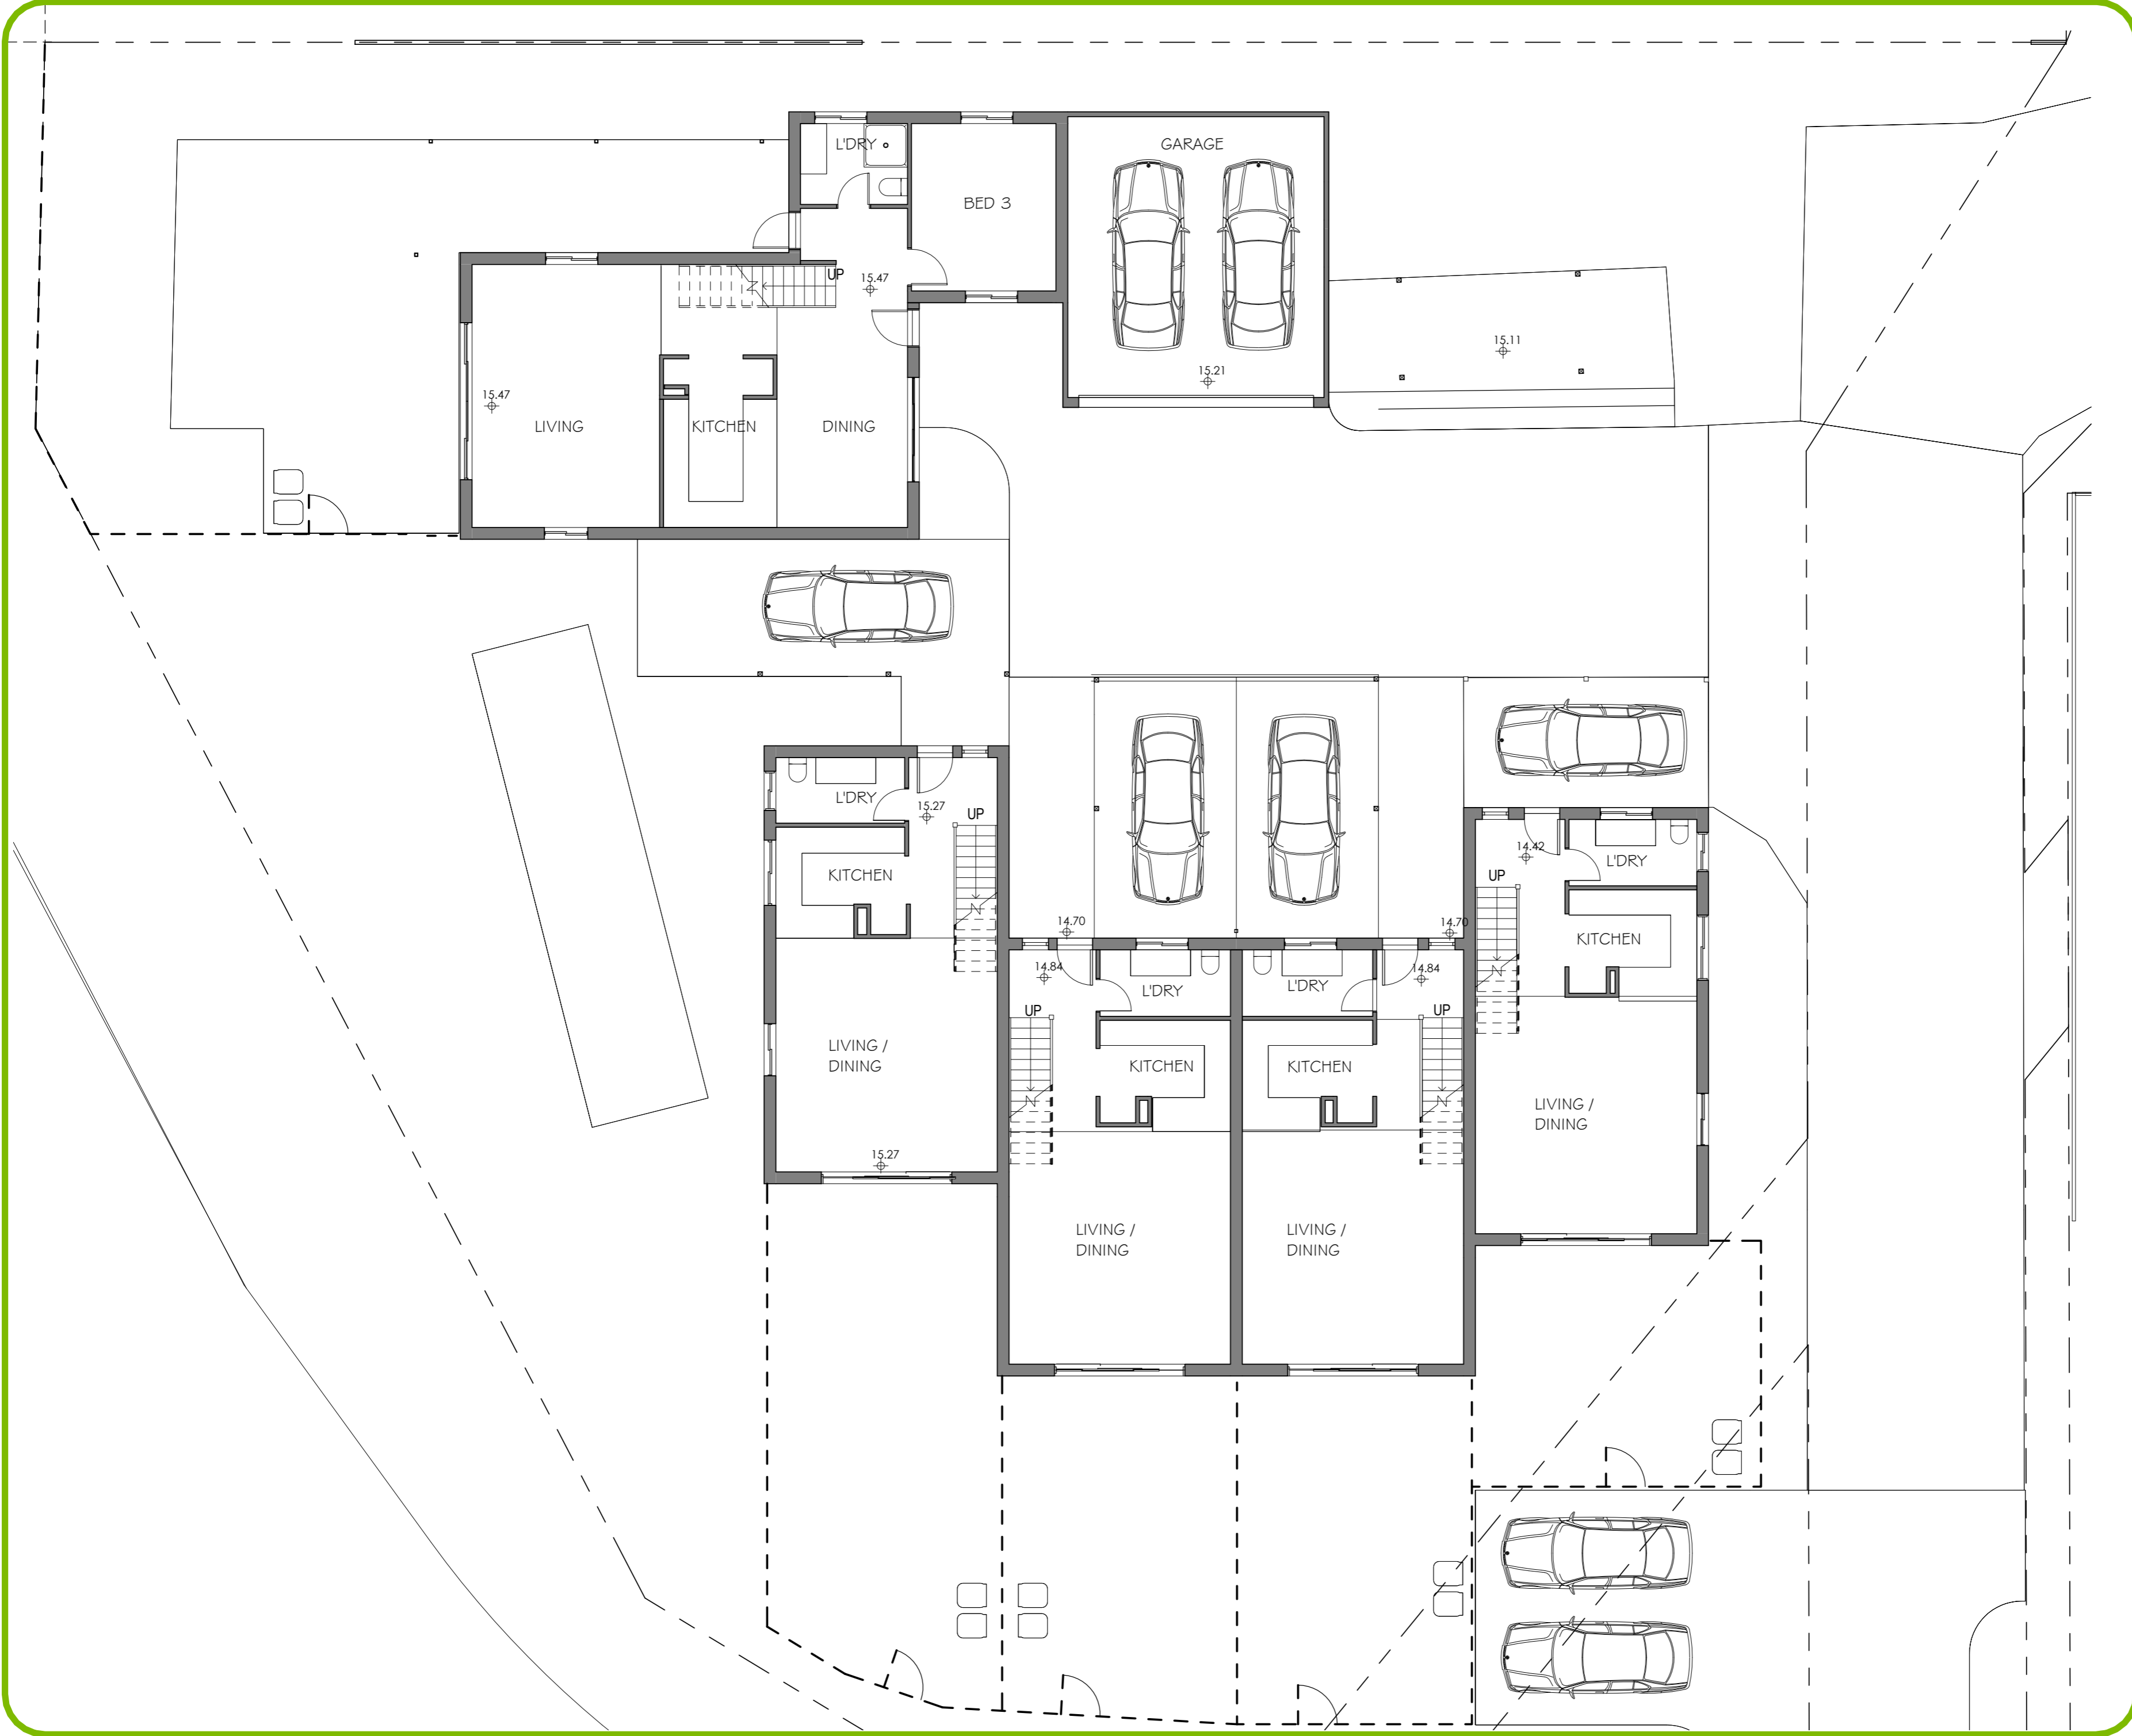 L'DRY
GARAGE
BED 3
UP
15.47
15.11
15.21
15.47
LIVING
KITCHEN
DINING
L'DRY
15.27
UP
KITCHEN
14.42
L'DRY
UP
14.70
14.70
KITCHEN
14.84
L'DRY
L'DRY
14.84
UP
UP
LIVING /
DINING
KITCHEN
KITCHEN
LIVING /
DINING
15.27
LIVING /
DINING
LIVING /
DINING